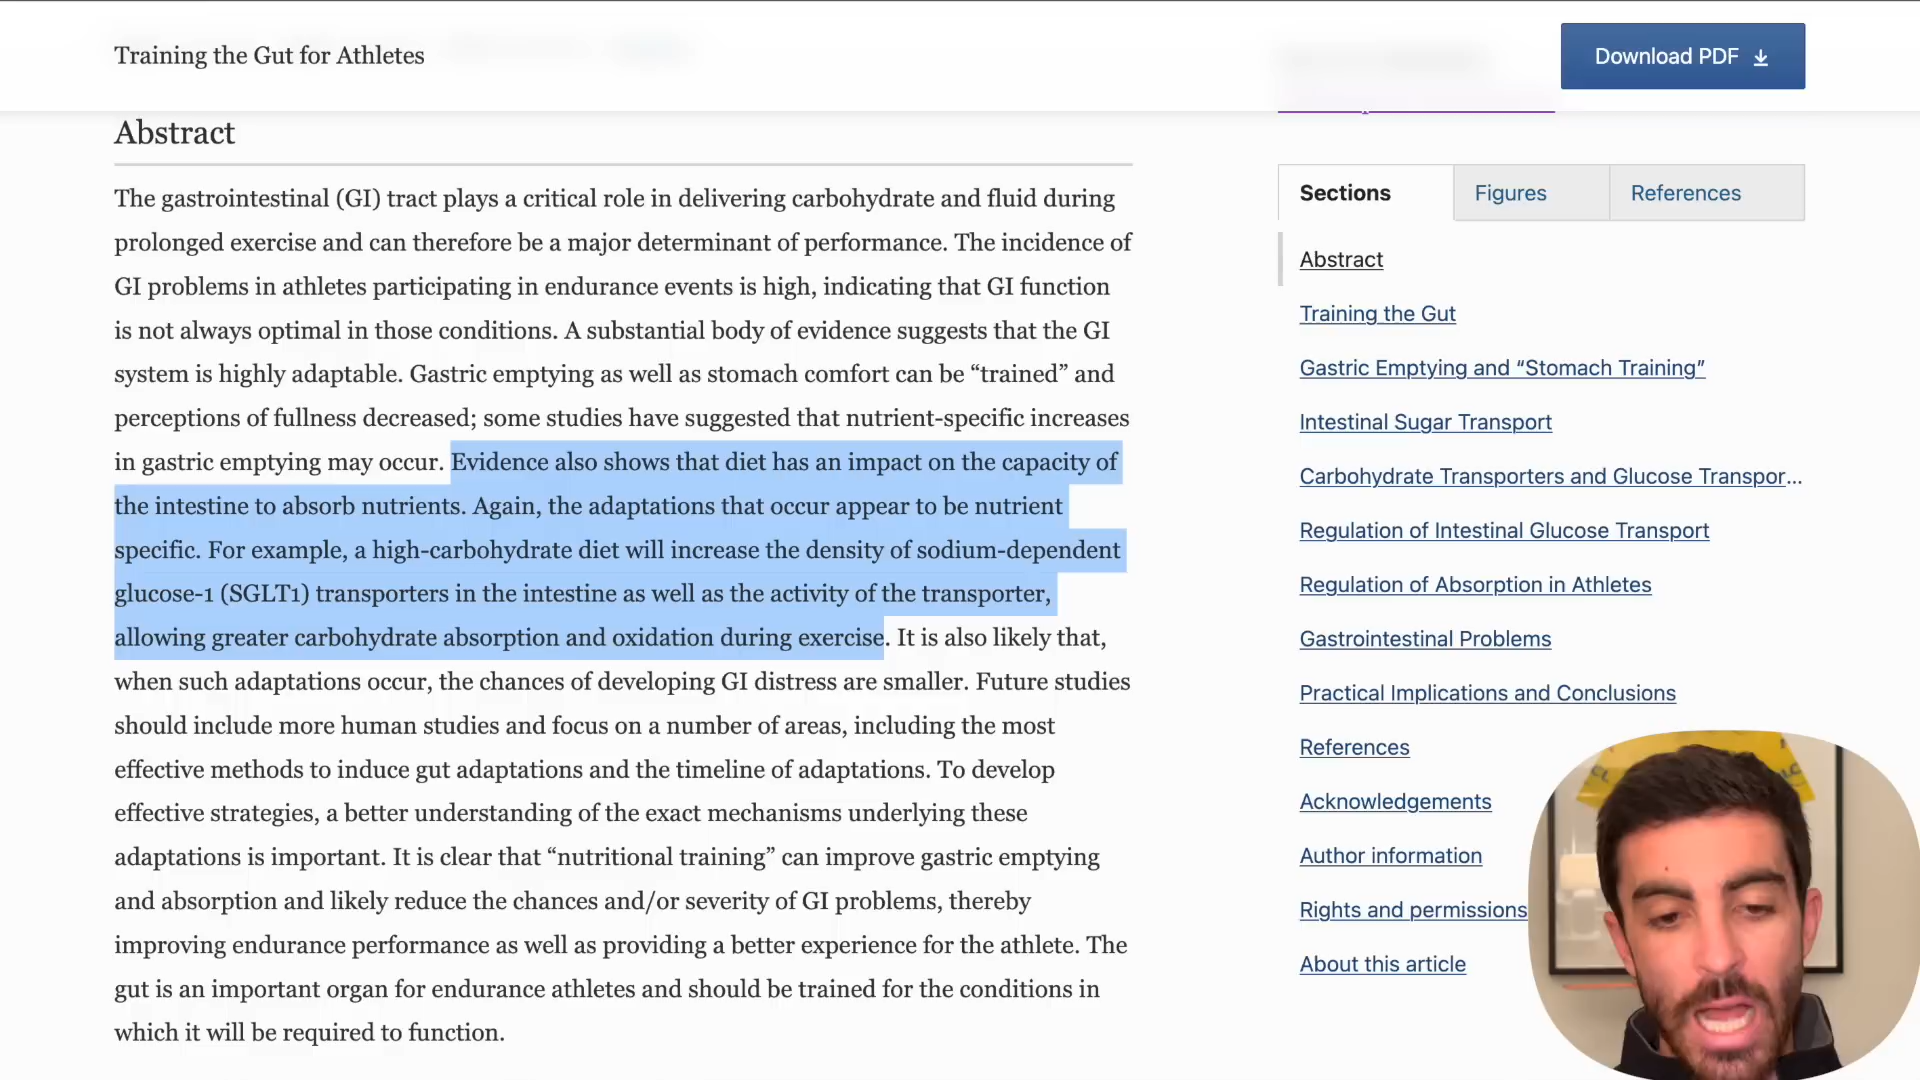 Training the Gut for Athletes
Download PDF
Abstract
The gastrointestinal (GI) tract plays a critical role in delivering carbohydrate and fluid during
prolonged exercise and can therefore be a major determinant of performance. The incidence of
GI problems in athletes participating in endurance events is high, indicating that GI function
is not always optimal in those conditions. A substantial body of evidence suggests that the GI
system is highly adaptable. Gastric emptying as well as stomach comfort can be “trained” and
perceptions of fullness decreased; some studies have suggested that nutrient-specific increases
in gastric emptying may occur. Evidence also shows that diet has an impact on the capacity of
the intestine to absorb nutrients. Again, the adaptations that occur appear to be nutrient
specific. For example, a high-carbohydrate diet will increase the density of sodium-dependent
glucose-1 (SGLT1) transporters in the intestine as well as the activity of the transporter,
allowing greater carbohydrate absorption and oxidation during exercise. It is also likely that,
when such adaptations occur, the chances of developing GI distress are smaller. Future studies
should include more human studies and focus on a number of areas, including the most
effective methods to induce gut adaptations and the timeline of adaptations. To develop
effective strategies, a better understanding of the exact mechanisms underlying these
adaptations is important. It is clear that “nutritional training” can improve gastric emptying
and absorption and likely reduce the chances and/or severity of GI problems, thereby
improving endurance performance as well as providing a better experience for the athlete. The
gut is an important organ for endurance athletes and should be trained for the conditions in
which it will be required to function.
Sections
Figures
References
Abstract
Training the Gut
Gastric Emptying and “Stomach Training”
Intestinal Sugar Transport
Carbohydrate Transporters and Glucose Transpor...
Regulation of Intestinal Glucose Transport
Regulation of Absorption in Athletes
Gastrointestinal Problems
Practical Implications and Conclusions
References
Acknowledgements
Author information
Rights and permissions
About this article